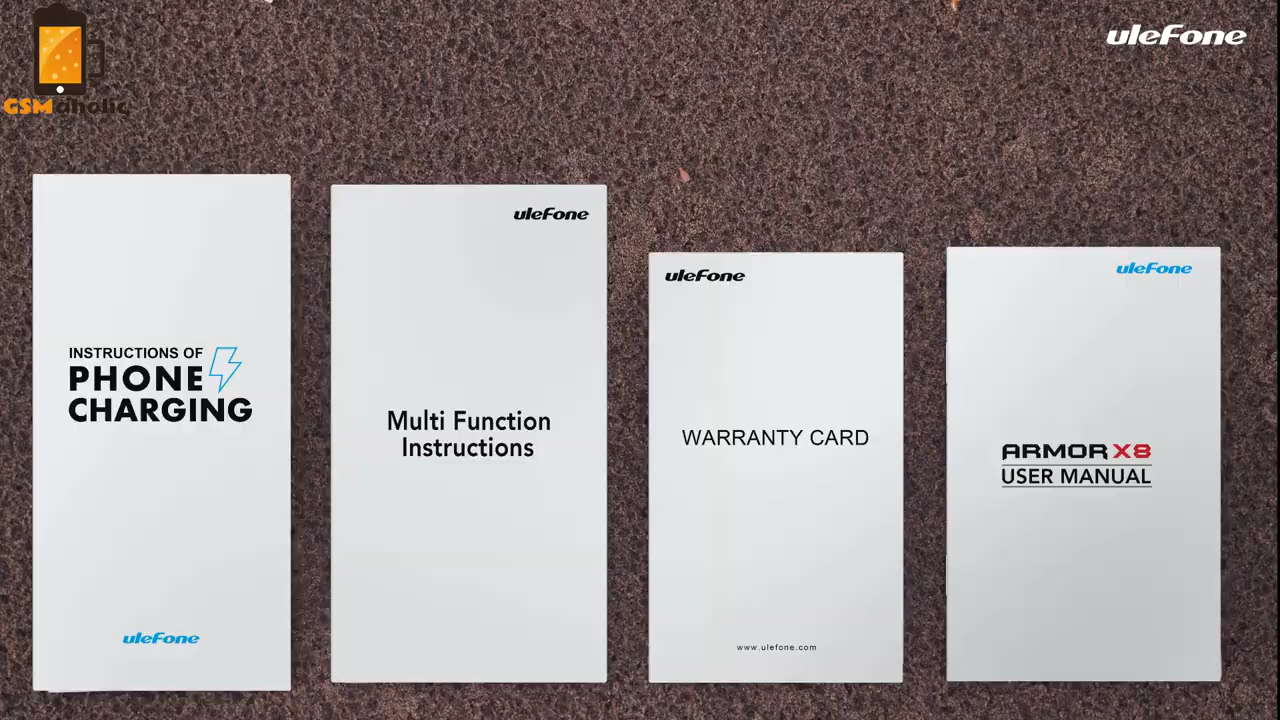 GSMaholic
uleFone
INSTRUCTIONS OF
PHONE
CHARGING
uleFone
uleFone
Multi Function
Instructions
uleFone
WARRANTY CARD
www.ulefone.com
uleFone
ARMOR X8
USER MANUAL